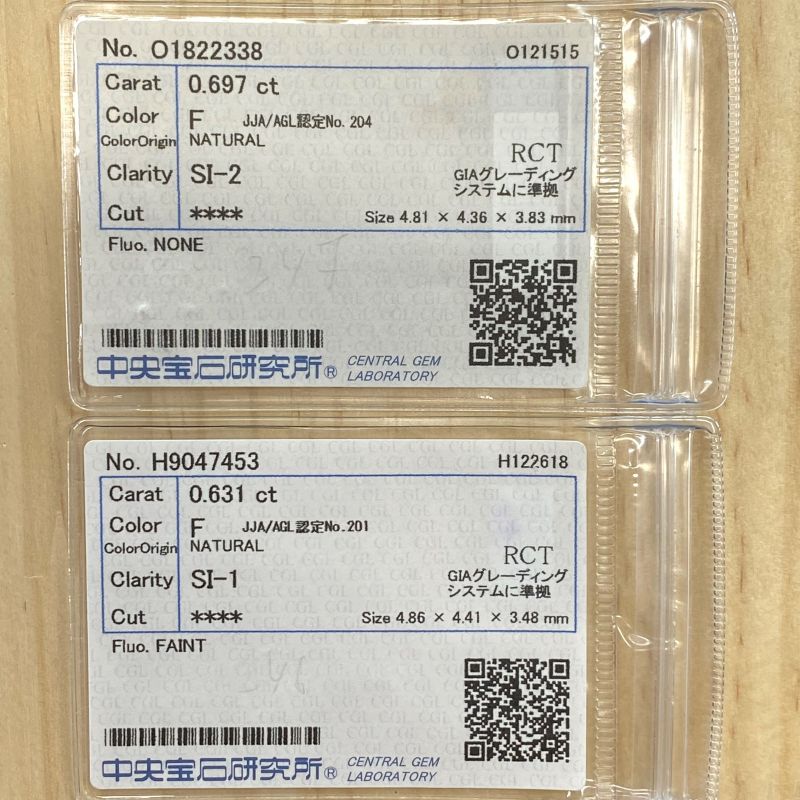 No. O1822338 O121515
Carat 0.697 ct
Color F JJA/AGL認定No.204
ColorOrigin NATURAL
RCT
Clarity SI-2 GIAグレーディング
システムに準拠
Cut **** Size 4.81 × 4.36 × 3.83 mm
Fluo. NONE
中央宝石研究所® CENTRAL GEM
LABORATORY
No. H9047453 H122618
Carat 0.631 ct
Color F JJA/AGL認定No.201
ColorOrigin NATURAL
RCT
Clarity SI-1 GIAグレーディング
システムに準拠
Cut **** Size 4.86 × 4.41 × 3.48 mm
Fluo. FAINT
中央宝石研究所® CENTRAL GEM
LABORATORY